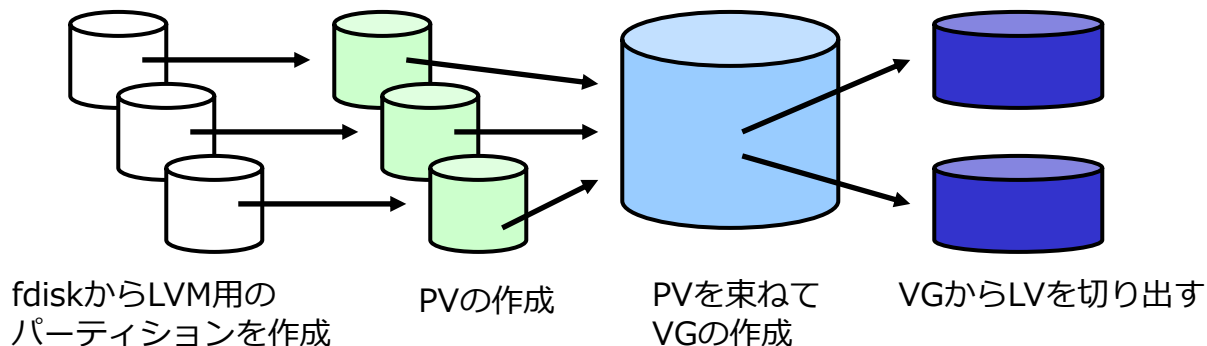 fdiskからLVM用の
パーティションを作成
PVの作成
PVを束ねて
VGの作成
VGからLVを切り出す